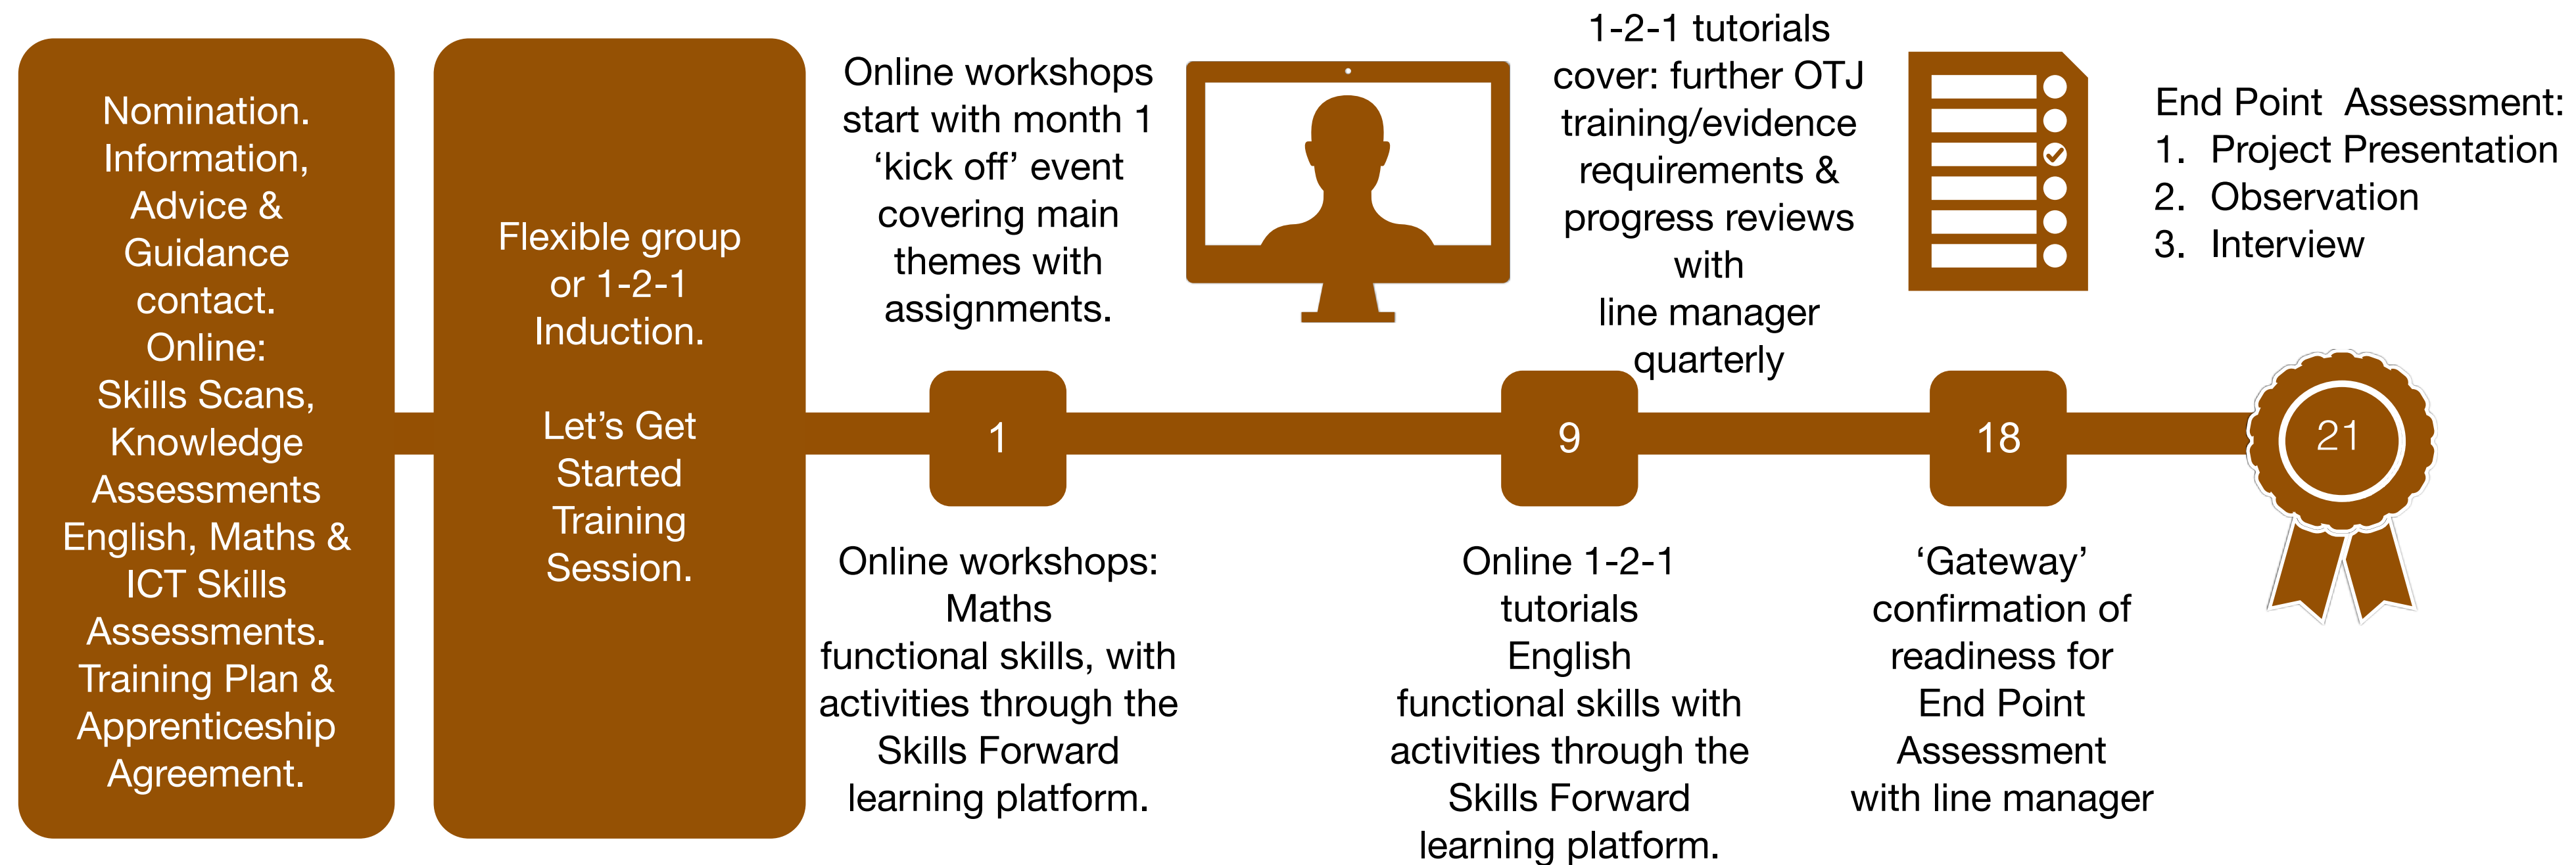 Nomination.
Information,
Advice &
Guidance
contact.
Online:
Skills Scans,
Knowledge
Assessments
English, Maths &
ICT Skills
Assessments.
Training Plan &
Apprenticeship
Agreement.
Flexible group
or 1-2-1
Induction.
Let’s Get
Started
Training
Session.
Online workshops
start with month 1
‘kick off’ event
covering main
themes with
assignments.
1
Online workshops:
Maths
functional skills, with
activities through the
Skills Forward
learning platform.
1-2-1 tutorials
cover: further OTJ
training/evidence
requirements &
progress reviews
with
line manager
quarterly
9
Online 1-2-1
tutorials
English
functional skills with
activities through the
Skills Forward
learning platform.
18
‘Gateway’
confirmation of
readiness for
End Point
Assessment
with line manager
End Point Assessment:
1. Project Presentation
2. Observation
3. Interview
21